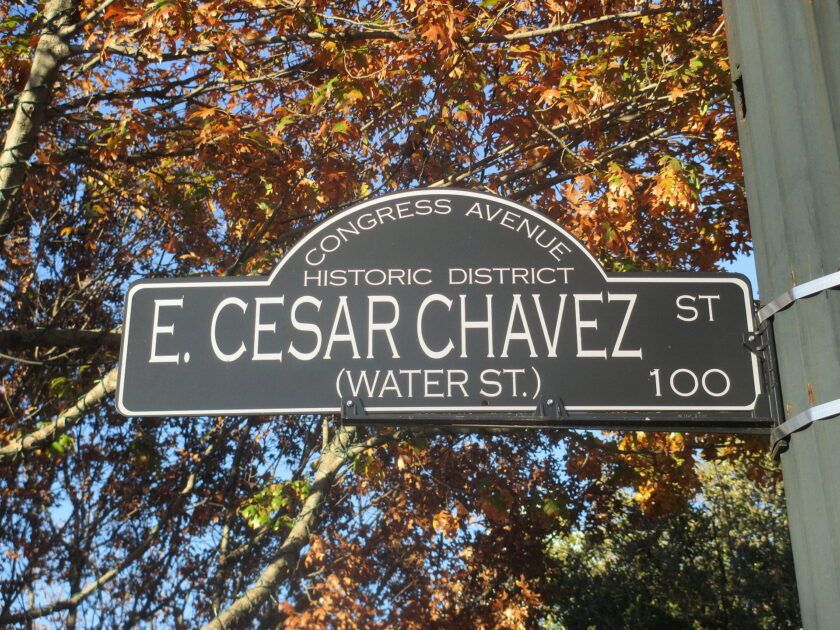 CONGRESS AVENUE
HISTORIC DISTRICT
E. CESAR CHAVEZ ST
(WATER ST.) 100